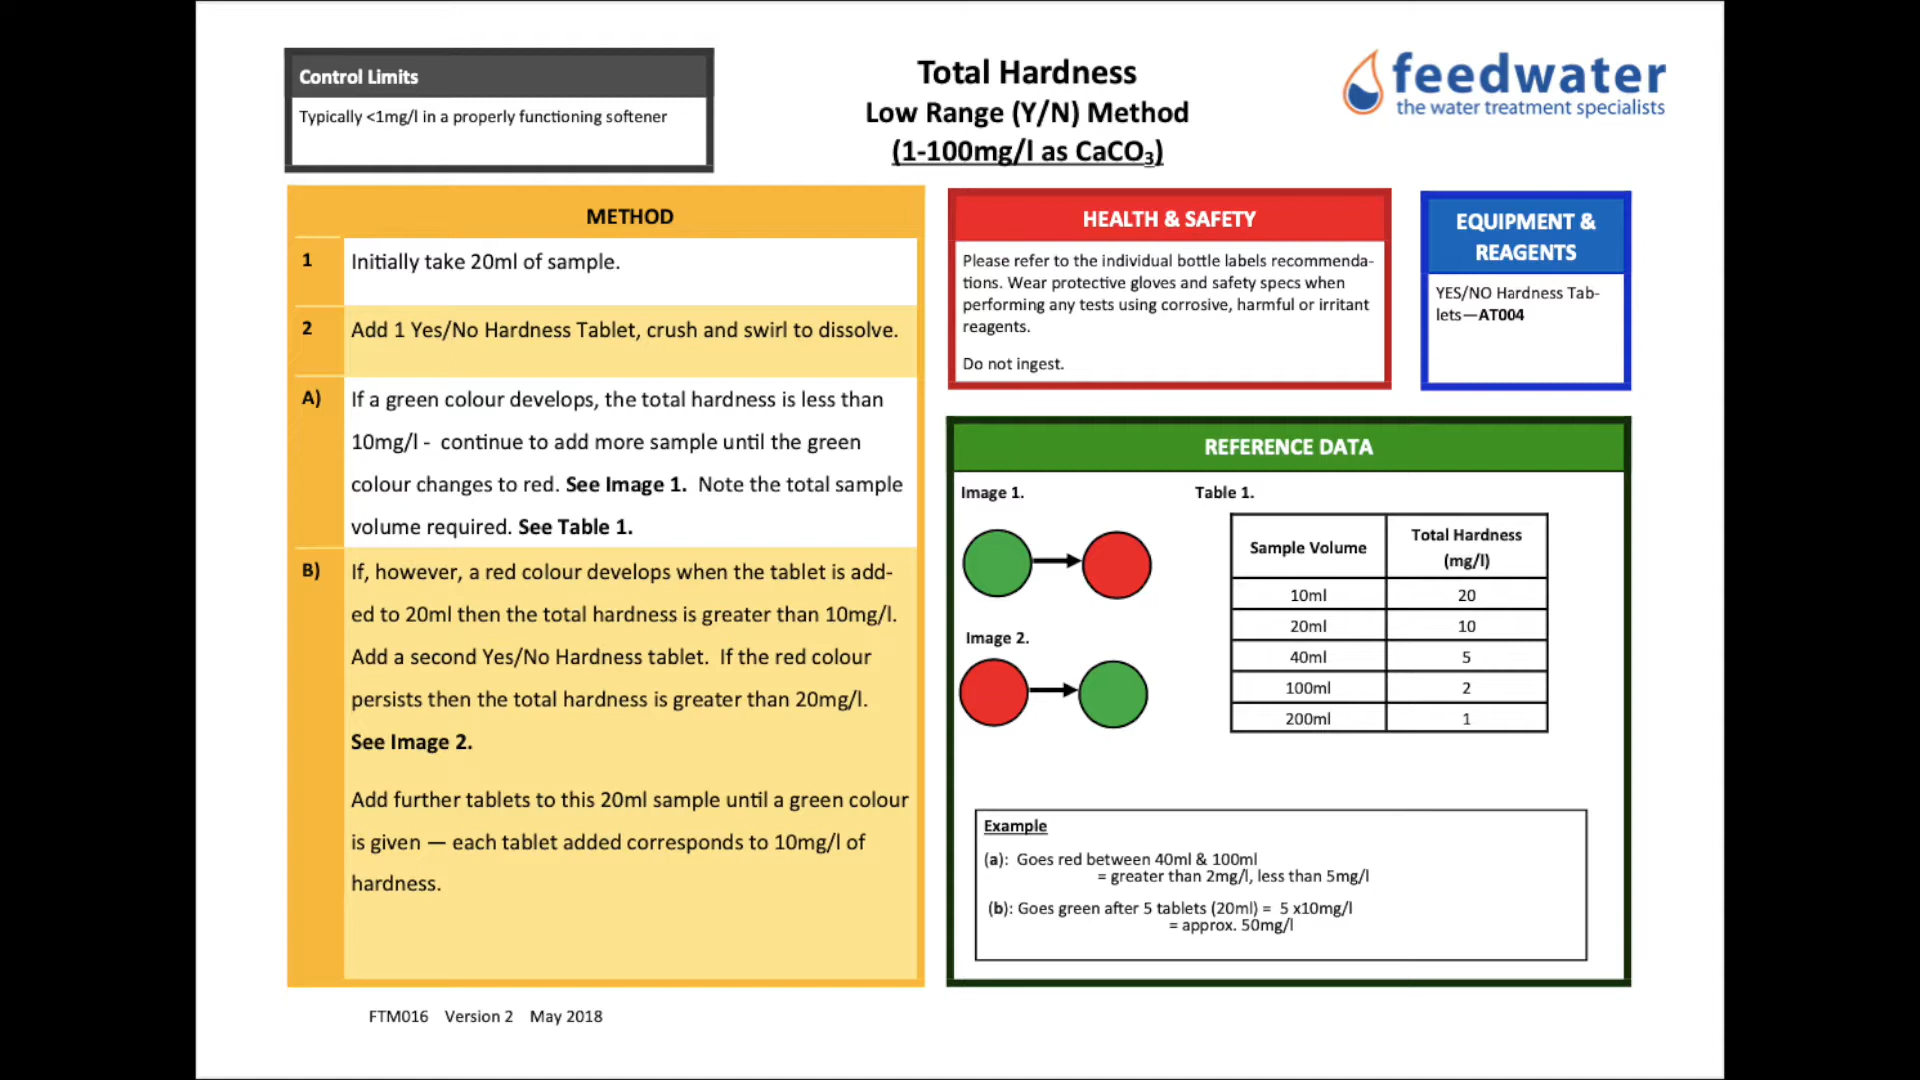 Control Limits
Typically <1mg/l in a properly functioning softener
Total Hardness
Low Range (Y/N) Method
(1-100mg/l as CaCO₃)
feedwater
the water treatment specialists
METHOD
1
Initially take 20ml of sample.
2
Add 1 Yes/No Hardness Tablet, crush and swirl to dissolve.
A)
If a green colour develops, the total hardness is less than
10mg/l - continue to add more sample until the green
colour changes to red. See Image 1. Note the total sample
volume required. See Table 1.
B)
If, however, a red colour develops when the tablet is add-
ed to 20ml then the total hardness is greater than 10mg/l.
Add a second Yes/No Hardness tablet. If the red colour
persists then the total hardness is greater than 20mg/l.
See Image 2.
Add further tablets to this 20ml sample until a green colour
is given — each tablet added corresponds to 10mg/l of
hardness.
HEALTH & SAFETY
Please refer to the individual bottle labels recommenda-
tions. Wear protective gloves and safety specs when
performing any tests using corrosive, harmful or irritant
reagents.
Do not ingest.
EQUIPMENT &
REAGENTS
YES/NO Hardness Tab-
lets—AT004
REFERENCE DATA
Image 1.
Image 2.
Table 1.
Sample Volume
Total Hardness
(mg/l)
10ml 20
20ml 10
40ml 5
100ml 2
200ml 1
Example
(a): Goes red between 40ml & 100ml
= greater than 2mg/l, less than 5mg/l
(b): Goes green after 5 tablets (20ml) = 5 x10mg/l
= approx. 50mg/l
FTM016 Version 2 May 2018